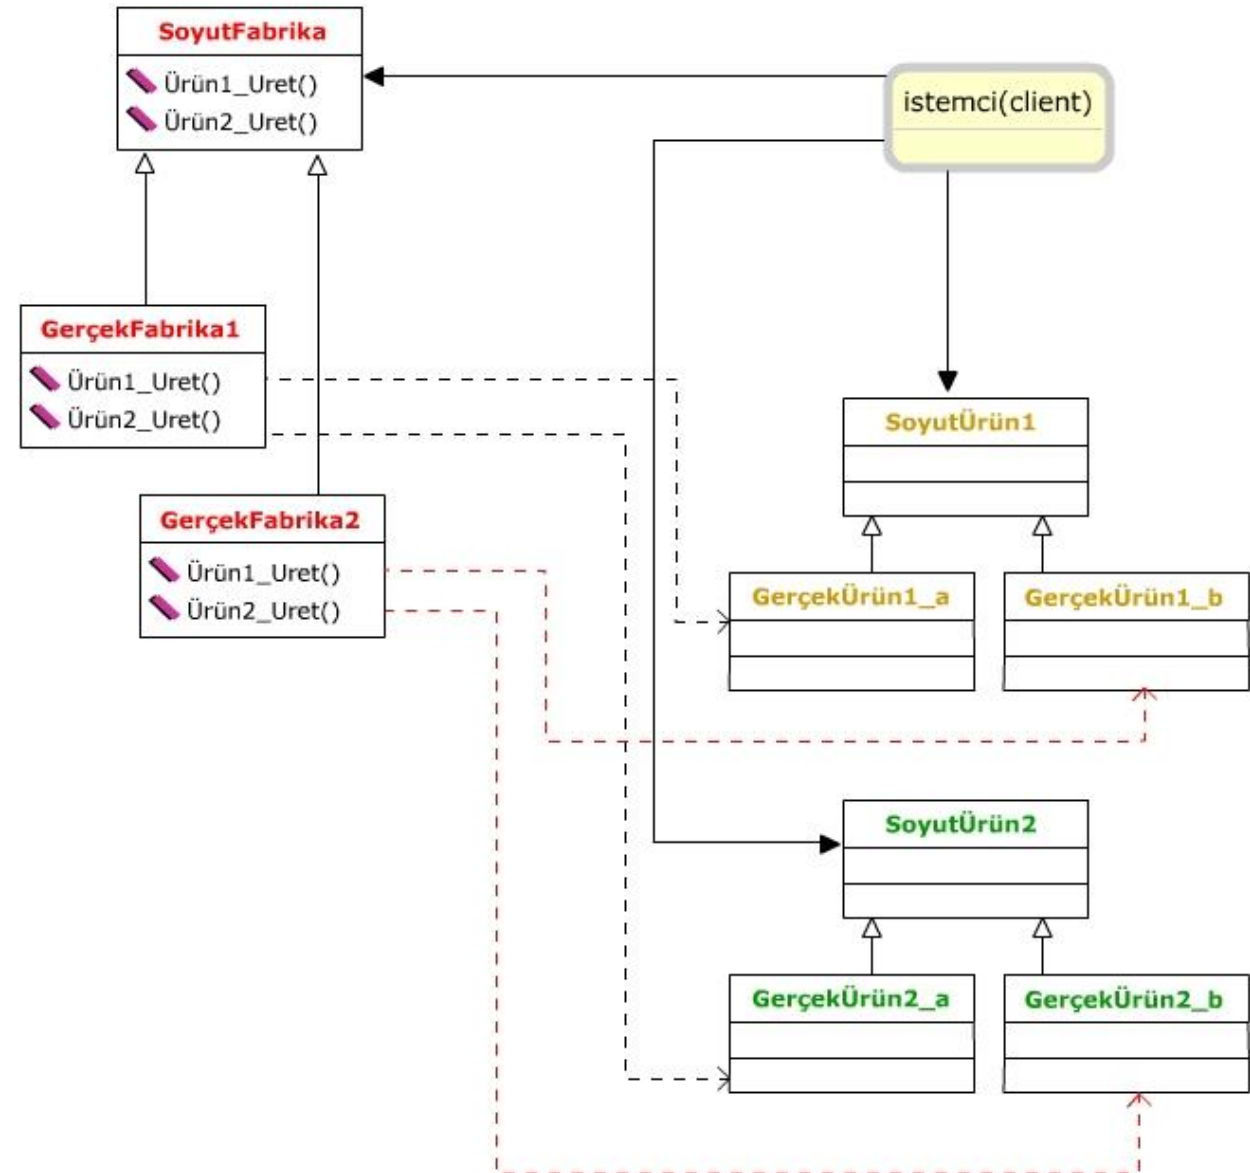 SoyutFabrika
Ürün1_Uret()
Ürün2_Uret()
istemci(client)
GerçekFabrika1
Ürün1_Uret()
Ürün2_Uret()
SoyutÜrün1
GerçekFabrika2
Ürün1_Uret()
Ürün2_Uret()
GerçekÜrün1_a
GerçekÜrün1_b
SoyutÜrün2
GerçekÜrün2_a
GerçekÜrün2_b